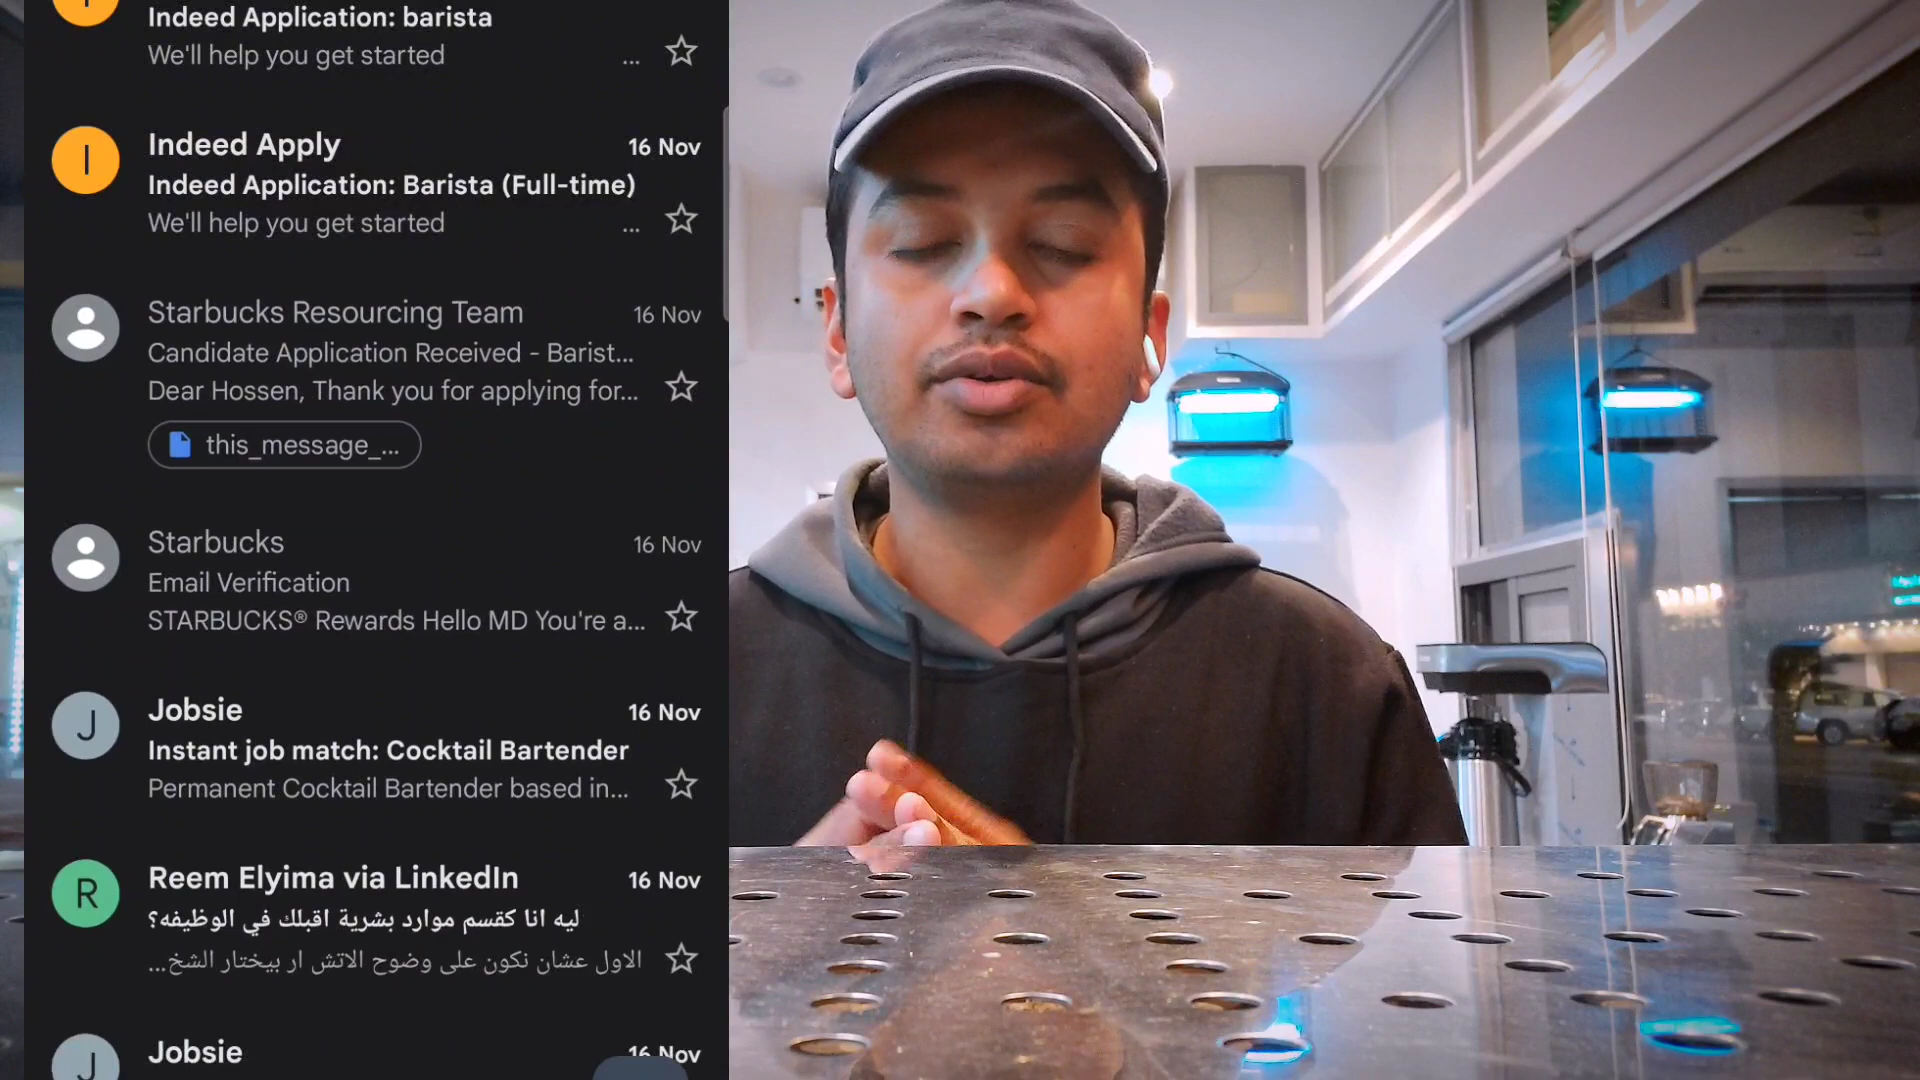 Indeed Application: barista
We'll help you get started
...
I
Indeed Apply
16 Nov
Indeed Application: Barista (Full-time)
We'll help you get started
...
Starbucks Resourcing Team
16 Nov
Candidate Application Received - Barist...
Dear Hossen, Thank you for applying for...
this_message_...
Starbucks
16 Nov
Email Verification
STARBUCKS® Rewards Hello MD You're a...
J
Jobsie
16 Nov
Instant job match: Cocktail Bartender
Permanent Cocktail Bartender based in...
R
Reem Elyima via LinkedIn
16 Nov
ليه انا كقسم موارد بشرية اقبلك في الوظيفه؟
الاول عشان نكون على وضوح الاتش ار بيختار الشخ...
J
Jobsie
16 Nov